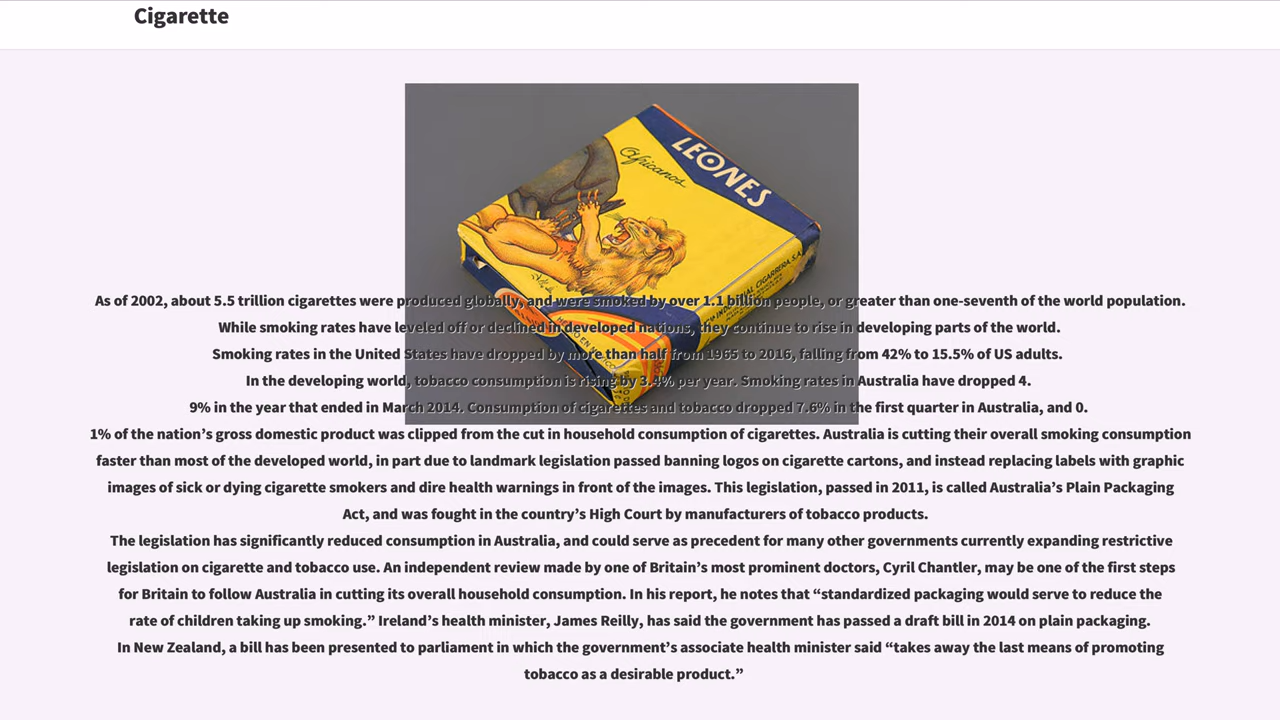 Cigarette
Africanos
LEONES
INDUSTRIAL CIGARRERA, S.A.
As of 2002, about 5.5 trillion cigarettes were produced globally, and were smoked by over 1.1 billion people, or greater than one-seventh of the world population.
While smoking rates have leveled off or declined in developed nations, they continue to rise in developing parts of the world.
Smoking rates in the United States have dropped by more than half from 1965 to 2016, falling from 42% to 15.5% of US adults.
In the developing world, tobacco consumption is rising by 3.4% per year. Smoking rates in Australia have dropped 4.
9% in the year that ended in March 2014. Consumption of cigarettes and tobacco dropped 7.6% in the first quarter in Australia, and 0.
1% of the nation’s gross domestic product was clipped from the cut in household consumption of cigarettes. Australia is cutting their overall smoking consumption
faster than most of the developed world, in part due to landmark legislation passed banning logos on cigarette cartons, and instead replacing labels with graphic
images of sick or dying cigarette smokers and dire health warnings in front of the images. This legislation, passed in 2011, is called Australia’s Plain Packaging
Act, and was fought in the country’s High Court by manufacturers of tobacco products.
The legislation has significantly reduced consumption in Australia, and could serve as precedent for many other governments currently expanding restrictive
legislation on cigarette and tobacco use. An independent review made by one of Britain’s most prominent doctors, Cyril Chantler, may be one of the first steps
for Britain to follow Australia in cutting its overall household consumption. In his report, he notes that “standardized packaging would serve to reduce the
rate of children taking up smoking.” Ireland’s health minister, James Reilly, has said the government has passed a draft bill in 2014 on plain packaging.
In New Zealand, a bill has been presented to parliament in which the government’s associate health minister said “takes away the last means of promoting
tobacco as a desirable product.”